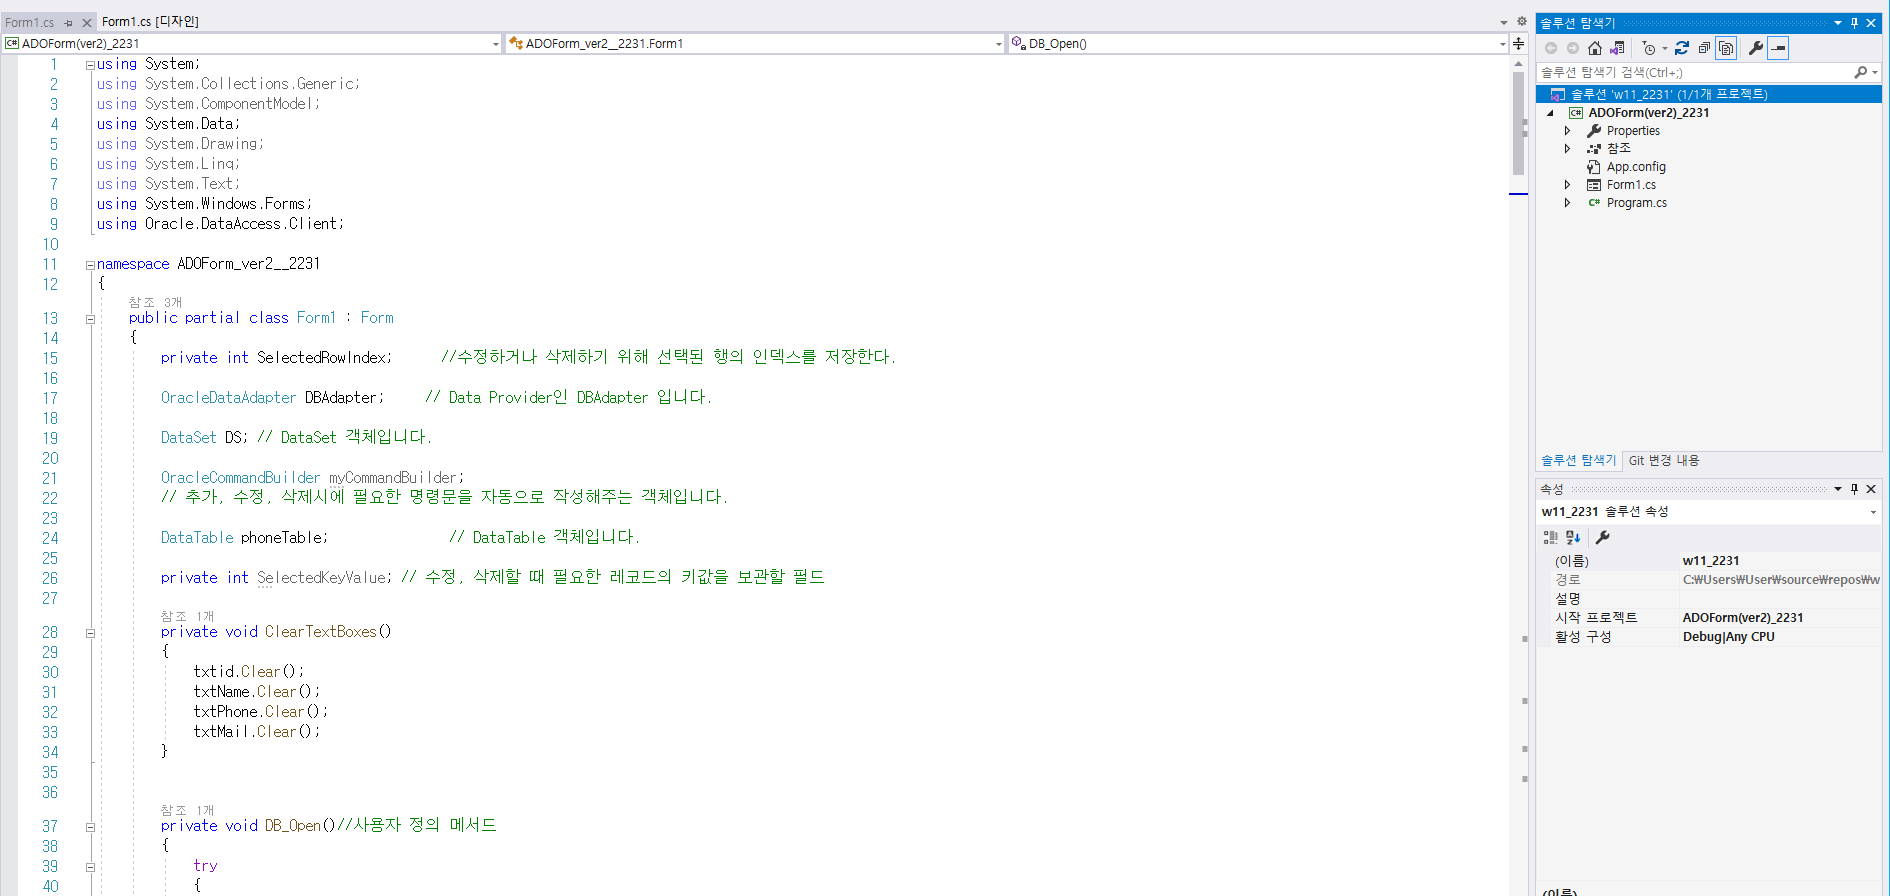 Form1.cs
Form1.cs [디자인]
ADOForm(ver2)_2231
ADOForm_ver2__2231.Form1
DB_Open()
1 using System;
2 using System.Collections.Generic;
3 using System.ComponentModel;
4 using System.Data;
5 using System.Drawing;
6 using System.Linq;
7 using System.Text;
8 using System.Windows.Forms;
9 using Oracle.DataAccess.Client;
10
11 namespace ADOForm_ver2__2231
12 {
참조 3개
13 public partial class Form1 : Form
14 {
15 private int SelectedRowIndex; //수정하거나 삭제하기 위해 선택된 행의 인덱스를 저장한다.
16
17 OracleDataAdapter DBAdapter; // Data Provider인 DBAdapter 입니다.
18
19 DataSet DS; // DataSet 객체입니다.
20
21 OracleCommandBuilder myCommandBuilder;
22 // 추가, 수정, 삭제시에 필요한 명령문을 자동으로 작성해주는 객체입니다.
23
24 DataTable phoneTable; // DataTable 객체입니다.
25
26 private int SelectedKeyValue; // 수정, 삭제할 때 필요한 레코드의 키값을 보관할 필드
27
참조 1개
28 private void ClearTextBoxes()
29 {
30 txtid.Clear();
31 txtName.Clear();
32 txtPhone.Clear();
33 txtMail.Clear();
34 }
35
36
참조 1개
37 private void DB_Open()//사용자 정의 메서드
38 {
39 try
40 {
솔루션 탐색기
솔루션 탐색기 검색(Ctrl+;)
솔루션 'w11_2231' (1/1개 프로젝트)
C# ADOForm(ver2)_2231
Properties
참조
App.config
Form1.cs
C# Program.cs
솔루션 탐색기 Git 변경 내용
속성
w11_2231 솔루션 속성
(이름) w11_2231
경로 C:₩Users₩User₩source₩repos₩w
설명
시작 프로젝트 ADOForm(ver2)_2231
활성 구성 Debug|Any CPU
(이름)